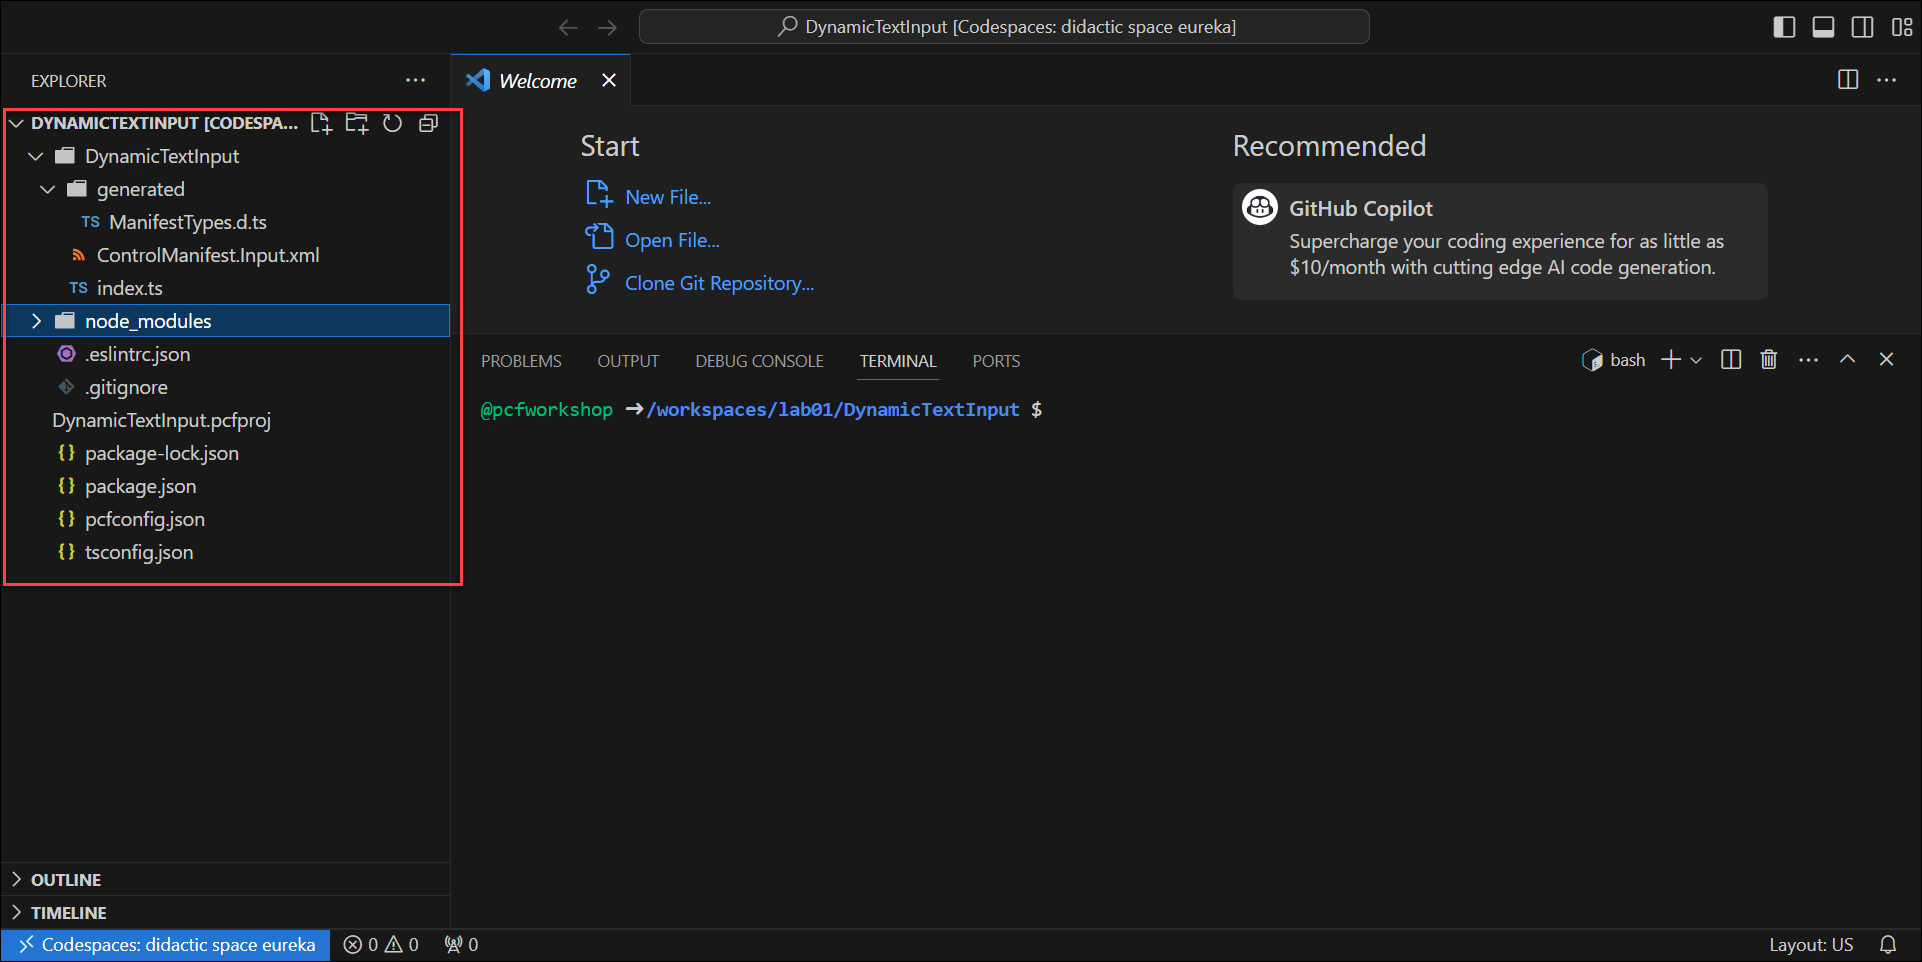 DynamicTextInput [Codespaces: didactic space eureka]
EXPLORER
Welcome
DYNAMICTEXTINPUT [CODESPA...
DynamicTextInput
generated
TS ManifestTypes.d.ts
ControlManifest.Input.xml
TS index.ts
node_modules
.eslintrc.json
.gitignore
DynamicTextInput.pcfproj
{} package-lock.json
{} package.json
{} pcfconfig.json
{} tsconfig.json
Start
New File...
Open File...
Clone Git Repository...
Recommended
GitHub Copilot
Supercharge your coding experience for as little as
$10/month with cutting edge AI code generation.
PROBLEMS OUTPUT DEBUG CONSOLE TERMINAL PORTS bash
@pcfworkshop ➜/workspaces/lab01/DynamicTextInput $
OUTLINE
TIMELINE
Codespaces: didactic space eureka 0 0 0 Layout: US